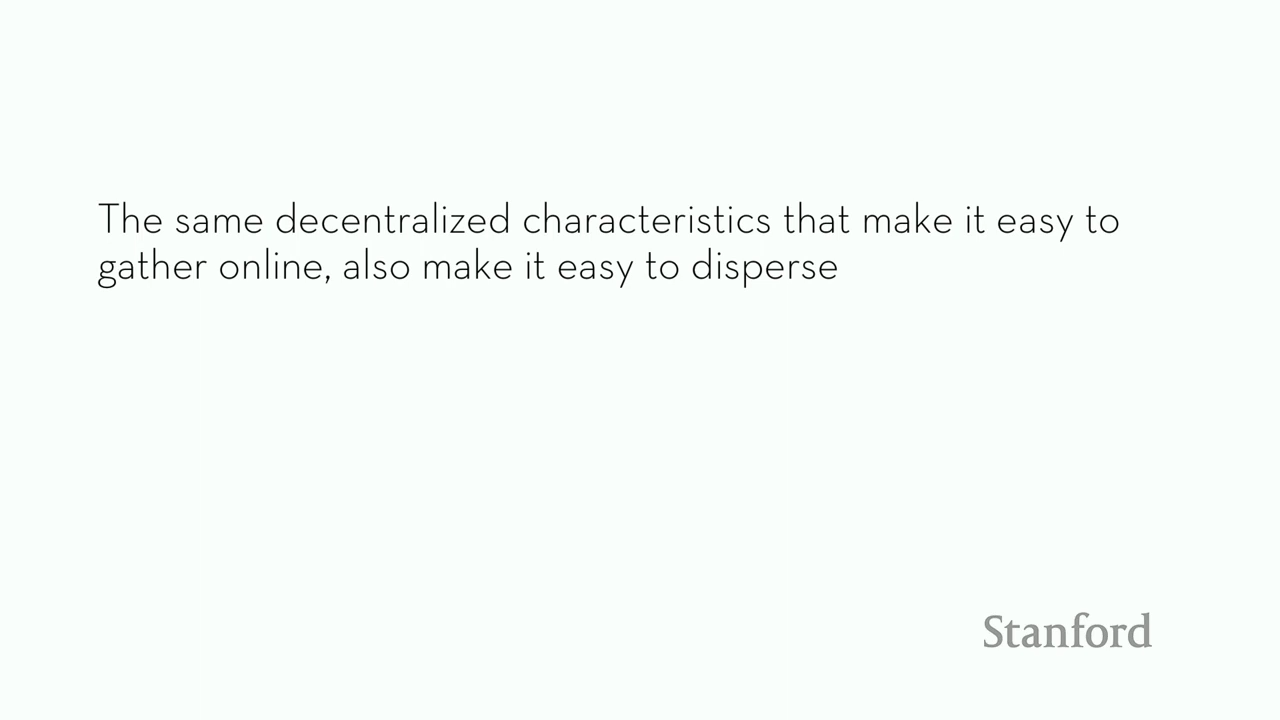 The same decentralized characteristics that make it easy to
gather online, also make it easy to disperse
Stanford